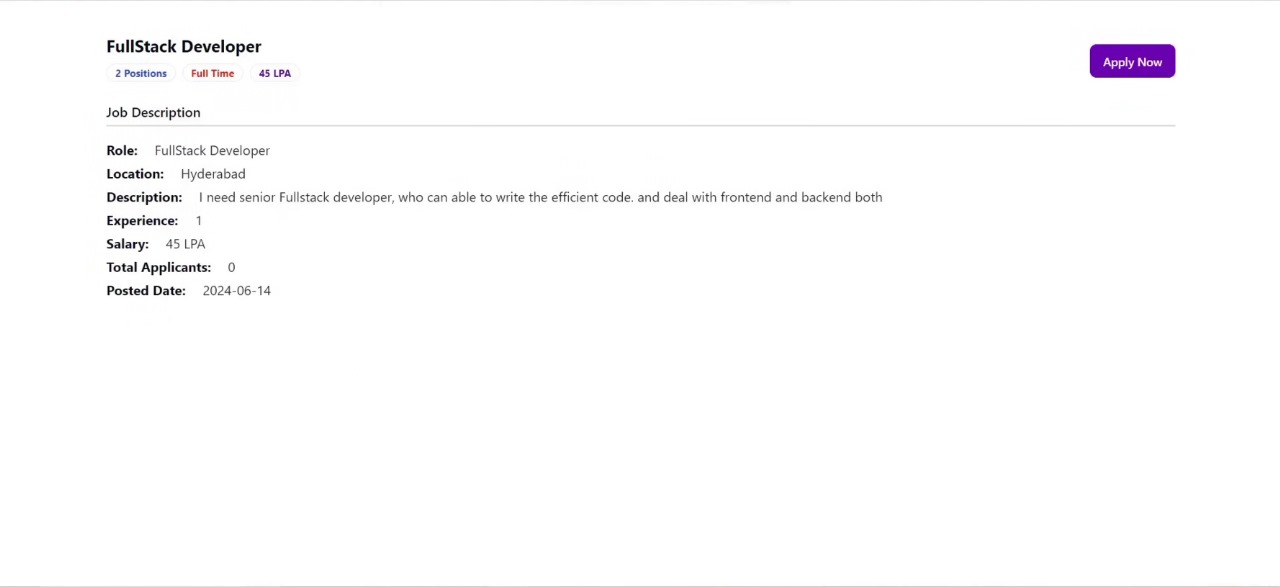 FullStack Developer
2 Positions Full Time 45 LPA
Apply Now
Job Description
Role: FullStack Developer
Location: Hyderabad
Description: I need senior Fullstack developer, who can able to write the efficient code. and deal with frontend and backend both
Experience: 1
Salary: 45 LPA
Total Applicants: 0
Posted Date: 2024-06-14